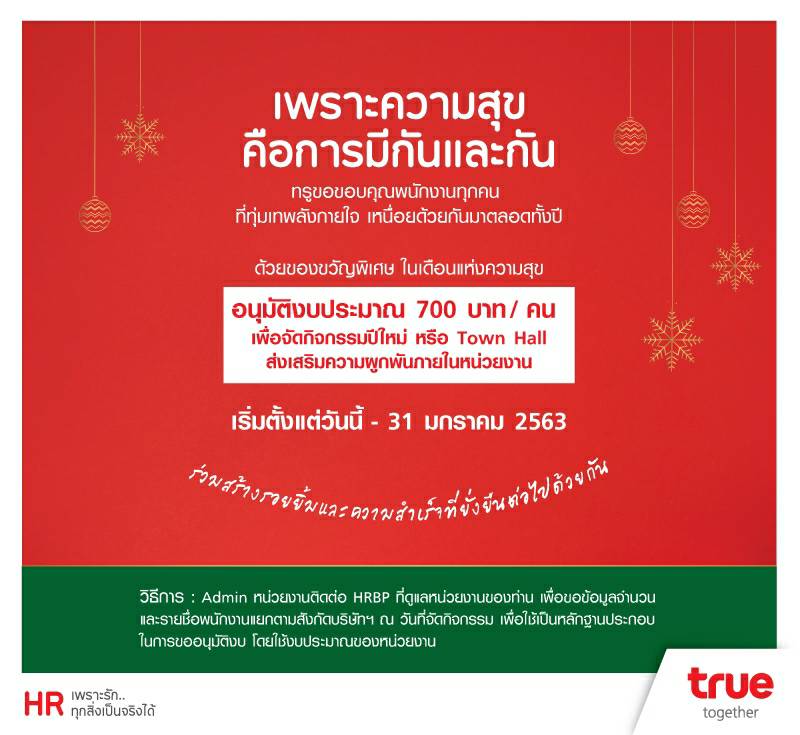 เพราะความสุข
คือการมีกันและกัน
ทรูขอขอบคุณพนักงานทุกคน
ที่ทุ่มเทพลังกายใจ เหนื่อยด้วยกันมาตลอดทั้งปี
ด้วยของขวัญพิเศษ ในเดือนแห่งความสุข
อนุมัติงบประมาณ 700 บาท/ คน
เพื่อจัดกิจกรรมปีใหม่ หรือ Town Hall
ส่งเสริมความผูกพันภายในหน่วยงาน
เริ่มตั้งแต่วันนี้ - 31 มกราคม 2563
ร่วมสร้างรอยยิ้มและความสำเร็จที่ยั่งยืนต่อไปด้วยกัน
วิธีการ : Admin หน่วยงานติดต่อ HRBP ที่ดูแลหน่วยงานของท่าน เพื่อขอข้อมูลจำนวน
และรายชื่อพนักงานแยกตามสังกัดบริษัทฯ ณ วันที่จัดกิจกรรม เพื่อใช้เป็นหลักฐานประกอบ
ในการขออนุมัติงบ โดยใช้งบประมาณของหน่วยงาน
HR เพราะรัก..
ทุกสิ่งเป็นจริงได้
true
together